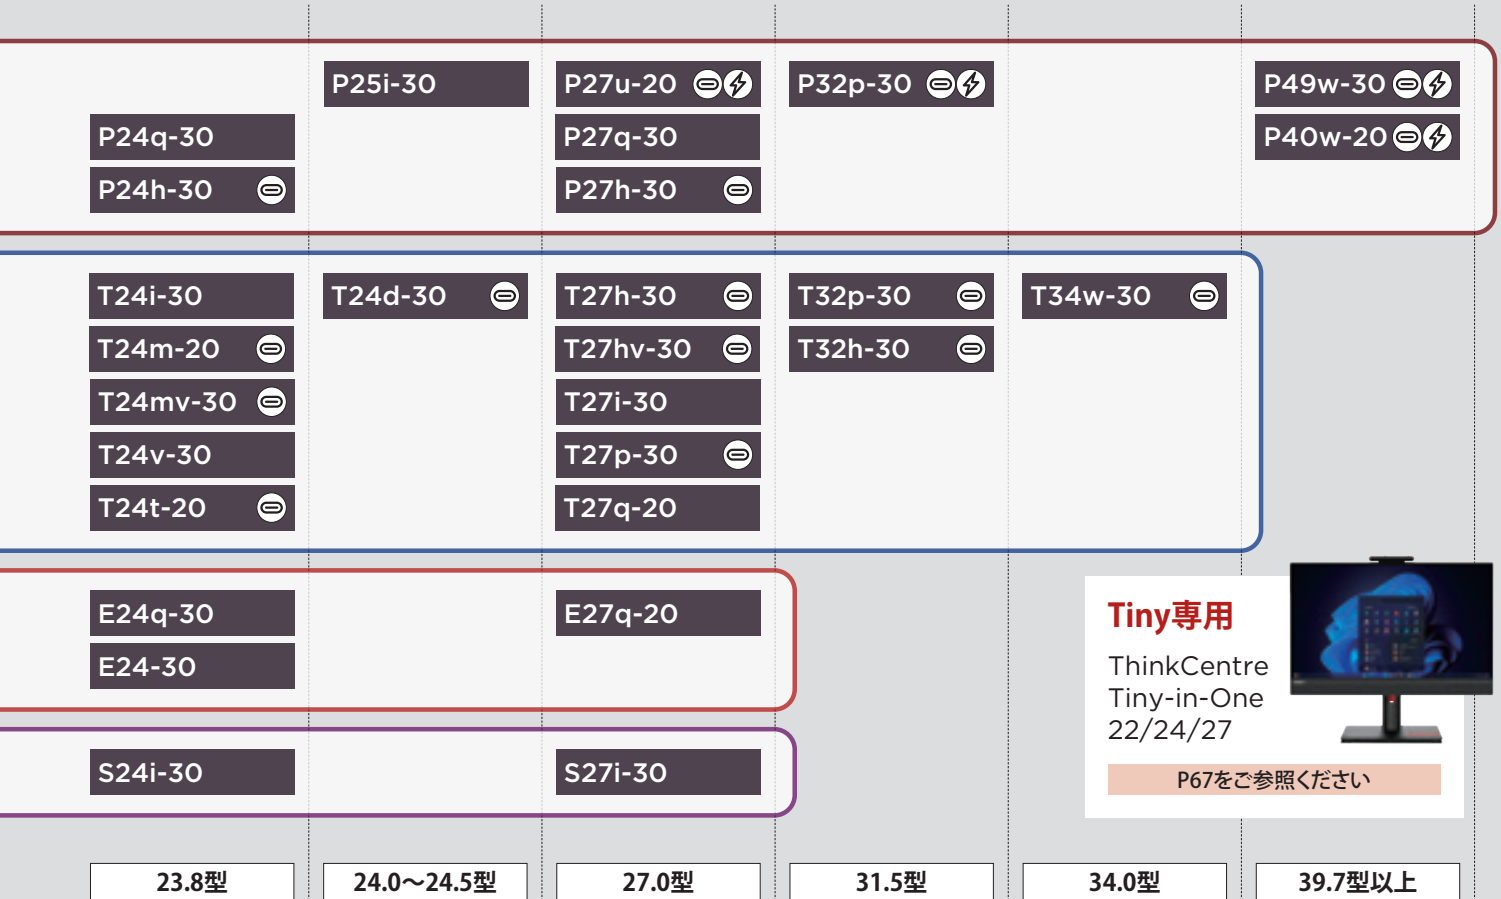 P25i-30
P27u-20
P32p-30
P49w-30
P24q-30
P27q-30
P40w-20
P24h-30
P27h-30
T24i-30
T24d-30
T27h-30
T32p-30
T34w-30
T24m-20
T27hv-30
T32h-30
T24mv-30
T27i-30
T24v-30
T27p-30
T24t-20
T27q-20
E24q-30
E27q-20
E24-30
Tiny専用
ThinkCentre
Tiny-in-One
22/24/27
P67をご参照ください
S24i-30
S27i-30
23.8型
24.0〜24.5型
27.0型
31.5型
34.0型
39.7型以上